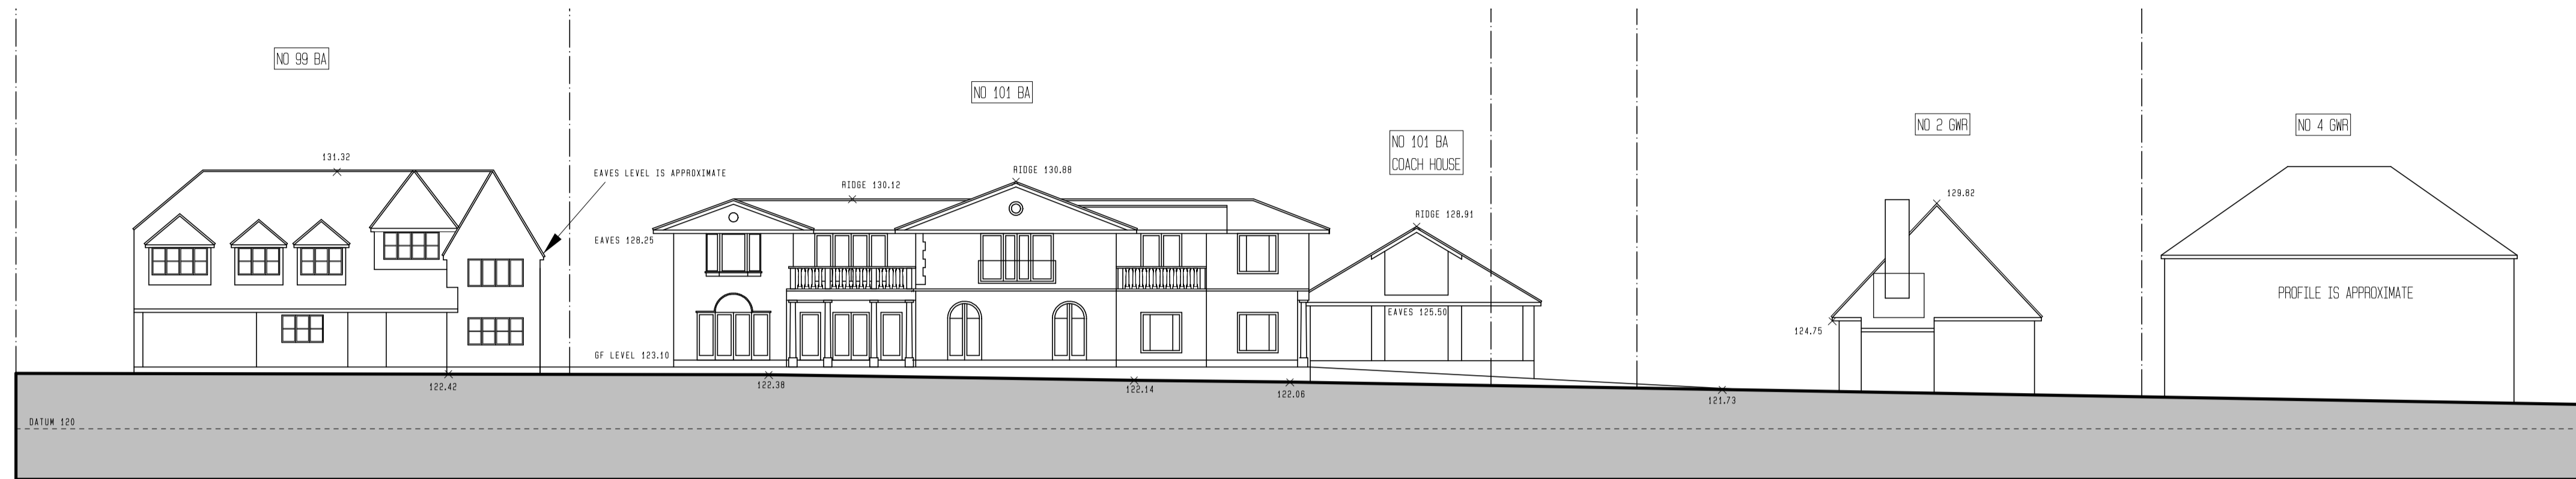 NO 99 BA
NO 101 BA
NO 101 BA
COACH HOUSE
NO 2 GWR
NO 4 GWR
131.32
EAVES LEVEL IS APPROXIMATE
RIDGE 130.12
RIDGE 130.88
RIDGE 128.91
129.82
EAVES 128.25
PROFILE IS APPROXIMATE
EAVES 125.50
124.75
GF LEVEL 123.10
122.42
122.38
122.14
122.06
121.73
DATUM 120